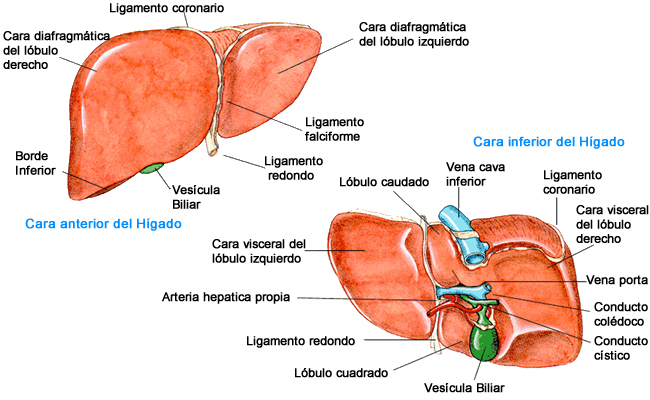 Ligamento coronario
Cara diafragmática
del lóbulo
derecho
Cara diafragmática
del lóbulo izquierdo
Ligamento
falciforme
Ligamento
redondo
Borde
Inferior
Vesícula
Biliar
Cara anterior del Hígado
Cara inferior del Hígado
Vena cava
inferior
Lóbulo caudado
Ligamento
coronario
Cara visceral
del lóbulo
derecho
Cara visceral del
lóbulo izquierdo
Vena porta
Arteria hepatica propia
Conducto
colédoco
Ligamento redondo
Conducto
cístico
Lóbulo cuadrado
Vesícula Biliar